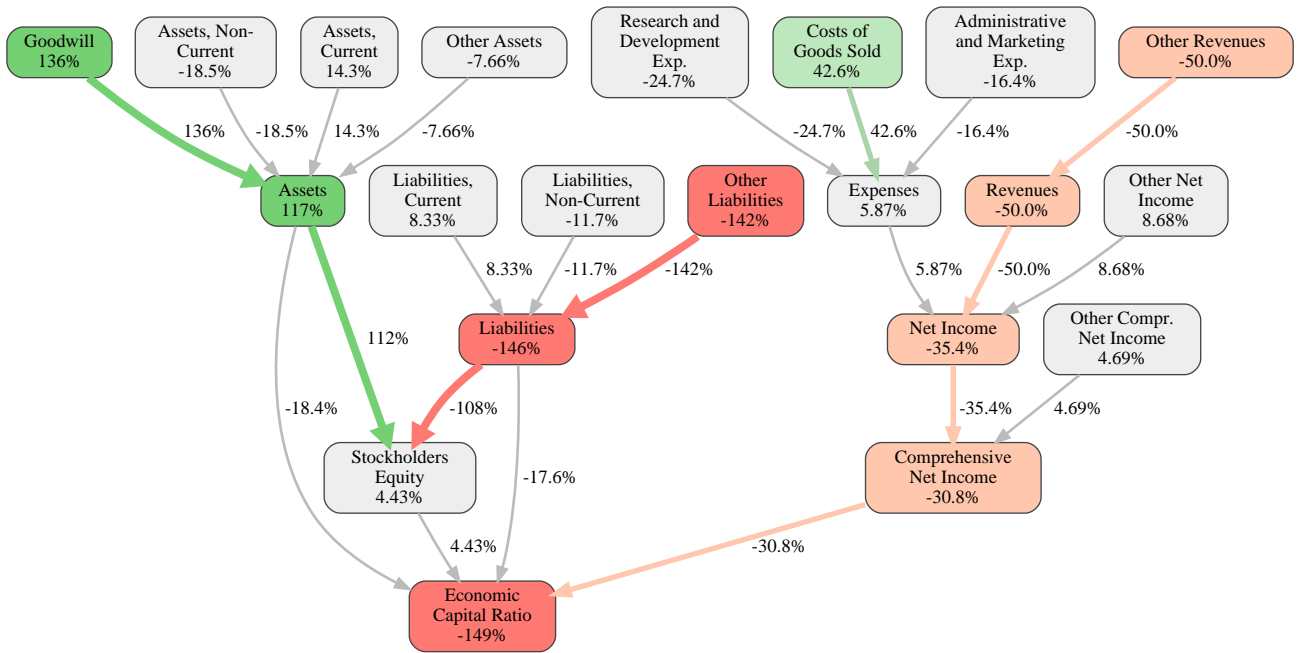 Goodwill
136%
Assets, Non-
Current
-18.5%
Assets,
Current
14.3%
Other Assets
-7.66%
Research and
Development
Exp.
-24.7%
Costs of
Goods Sold
42.6%
Administrative
and Marketing
Exp.
-16.4%
Other Revenues
-50.0%
136%
-18.5%
14.3%
-7.66%
-24.7%
42.6%
-16.4%
-50.0%
Assets
117%
Liabilities,
Current
8.33%
Liabilities,
Non-Current
-11.7%
Other
Liabilities
-142%
Expenses
5.87%
Revenues
-50.0%
Other Net
Income
8.68%
8.33%
-11.7%
-142%
5.87%
-50.0%
8.68%
112%
Liabilities
-146%
Net Income
-35.4%
Other Compr.
Net Income
4.69%
-18.4%
-108%
-35.4%
4.69%
Stockholders
Equity
4.43%
-17.6%
Comprehensive
Net Income
-30.8%
4.43%
-30.8%
Economic
Capital Ratio
-149%